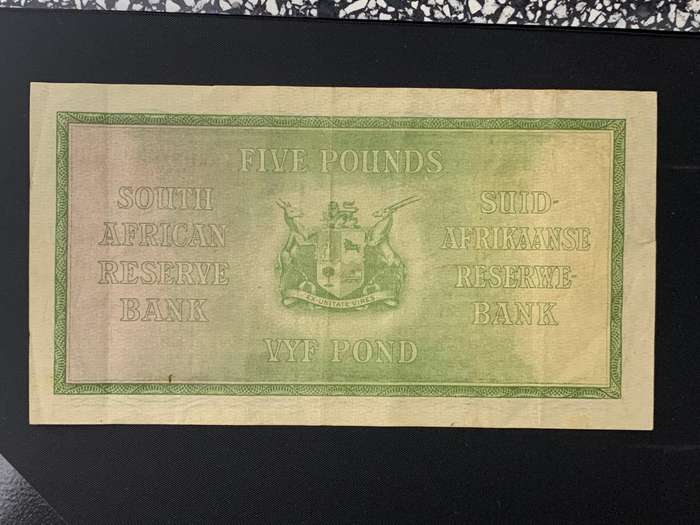 FIVE POUNDS
SOUTH
AFRICAN
RESERVE
BANK
EX·UNITATE·VIRES
SUID-
AFRIKAANSE
RESERWE-
BANK
VYF POND